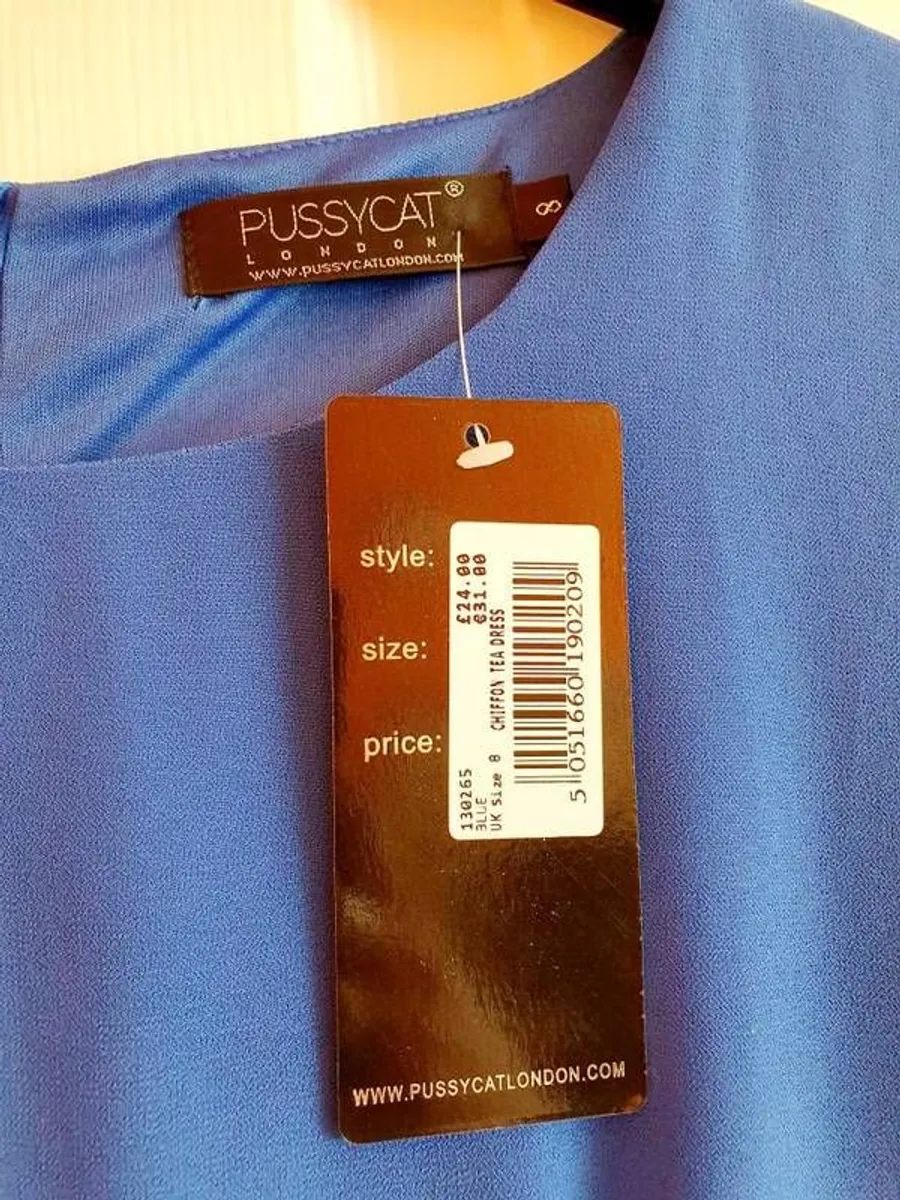 PUSSYCAT®
LONDON
WWW.PUSSYCATLONDON.COM
8
style:
size:
price:
£24.00
€31.00
CHIFFON TEA DRESS
130265
BLUE
UK Size 8
5 051660 190209
WWW.PUSSYCATLONDON.COM